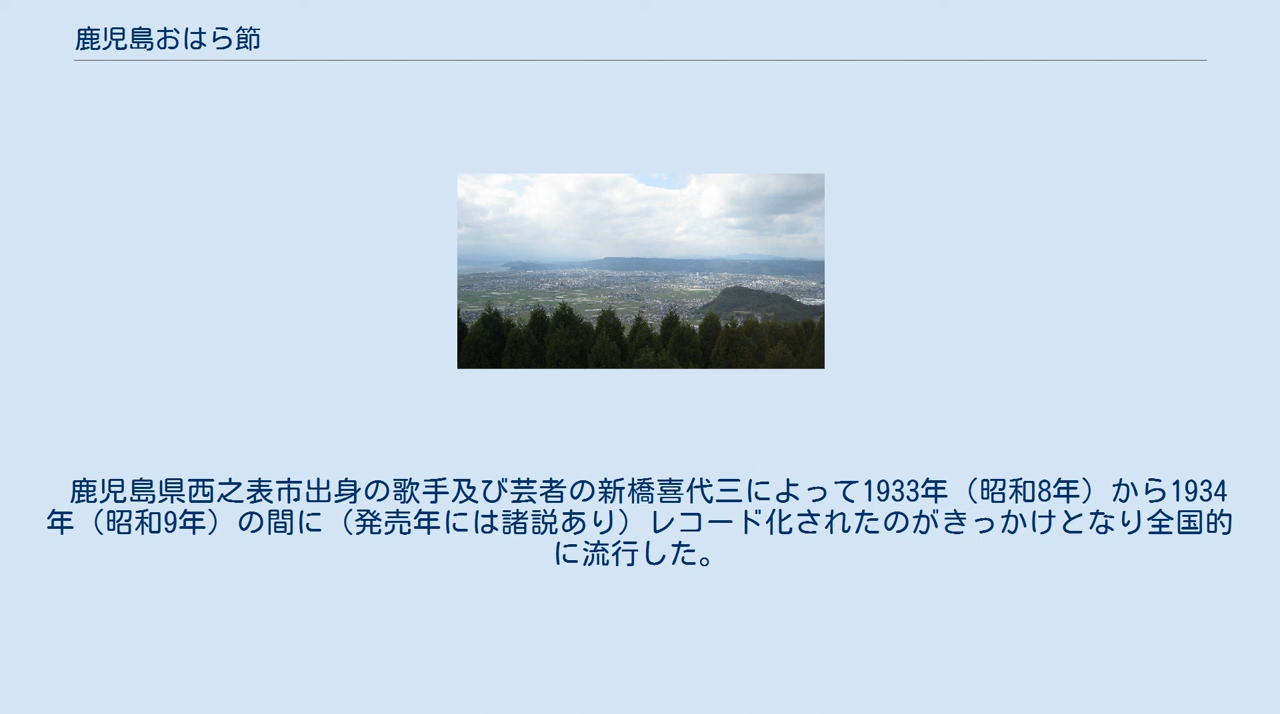 鹿児島おはら節
鹿児島県西之表市出身の歌手及び芸者の新橋喜代三によって1933年（昭和8年）から1934
年（昭和9年）の間に（発売年には諸説あり）レコード化されたのがきっかけとなり全国的
に流行した。